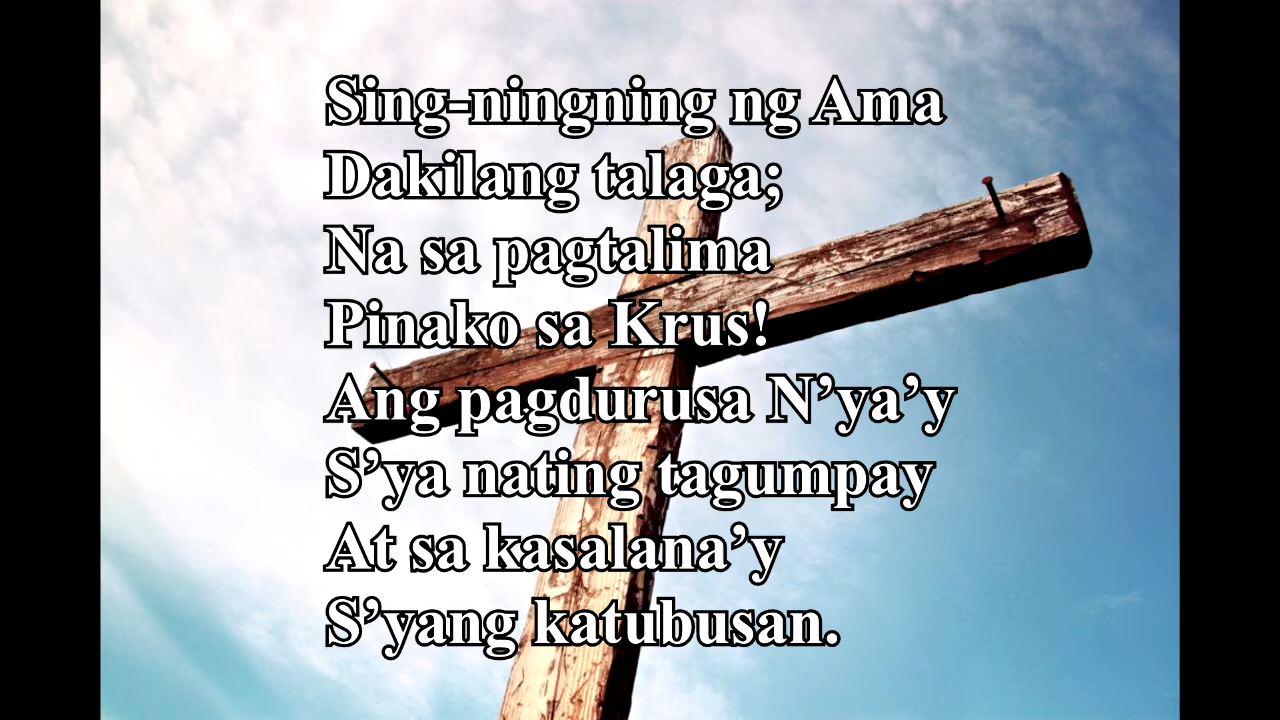 Sing-ningning ng Ama
Dakilang talaga;
Na sa pagtalima
Pinako sa Krus!
Ang pagdurusa N’ya’y
S’ya nating tagumpay
At sa kasalana’y
S’yang katubusan.